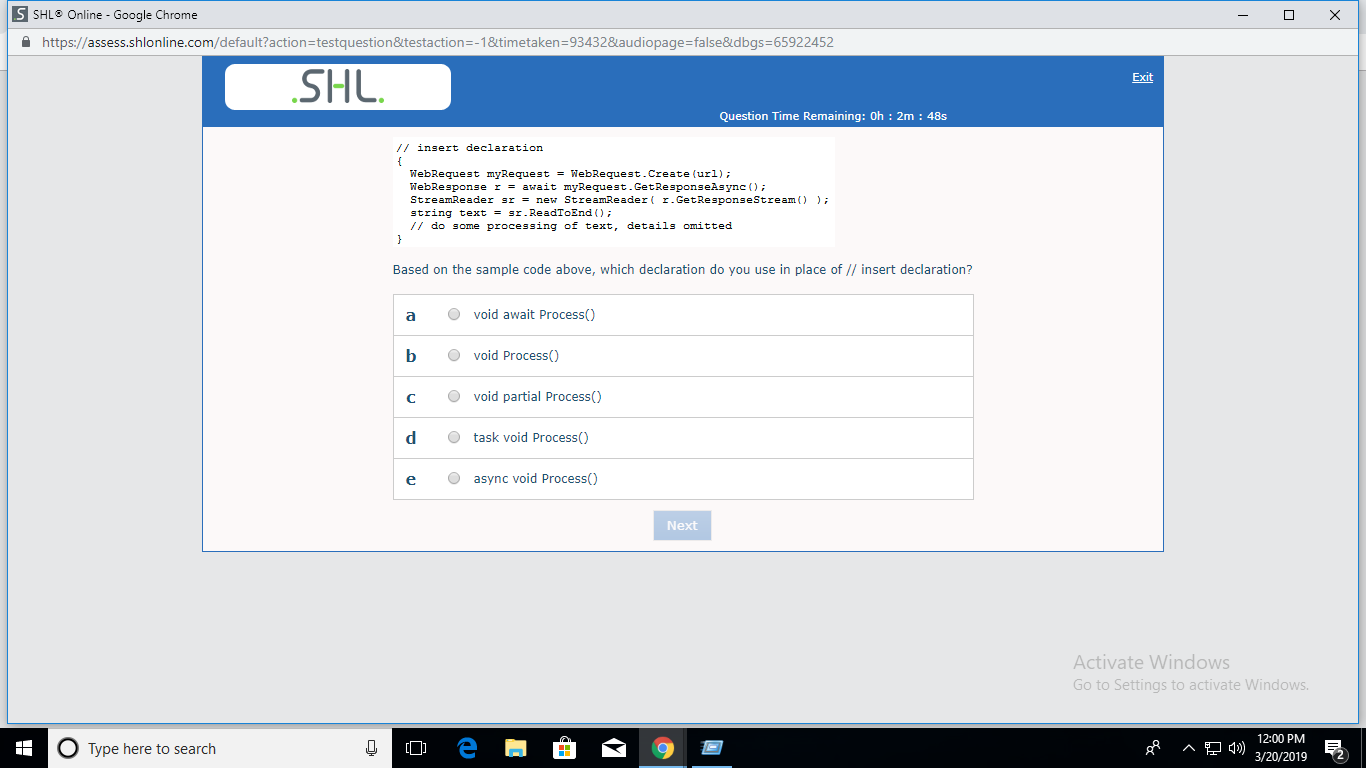 SHL® Online - Google Chrome
https://assess.shlonline.com/default?action=testquestion&testaction=-1&timetaken=93432&audiopage=false&dbgs=65922452
.SHL.
Exit
Question Time Remaining: 0h : 2m : 48s
// insert declaration
{
WebRequest myRequest = WebRequest.Create(url);
WebResponse r = await myRequest.GetResponseAsync();
StreamReader sr = new StreamReader( r.GetResponseStream() );
string text = sr.ReadToEnd();
// do some processing of text, details omitted
}
Based on the sample code above, which declaration do you use in place of // insert declaration?
a void await Process()
b void Process()
c void partial Process()
d task void Process()
e async void Process()
Next
Activate Windows
Go to Settings to activate Windows.
Type here to search
12:00 PM
3/20/2019
2